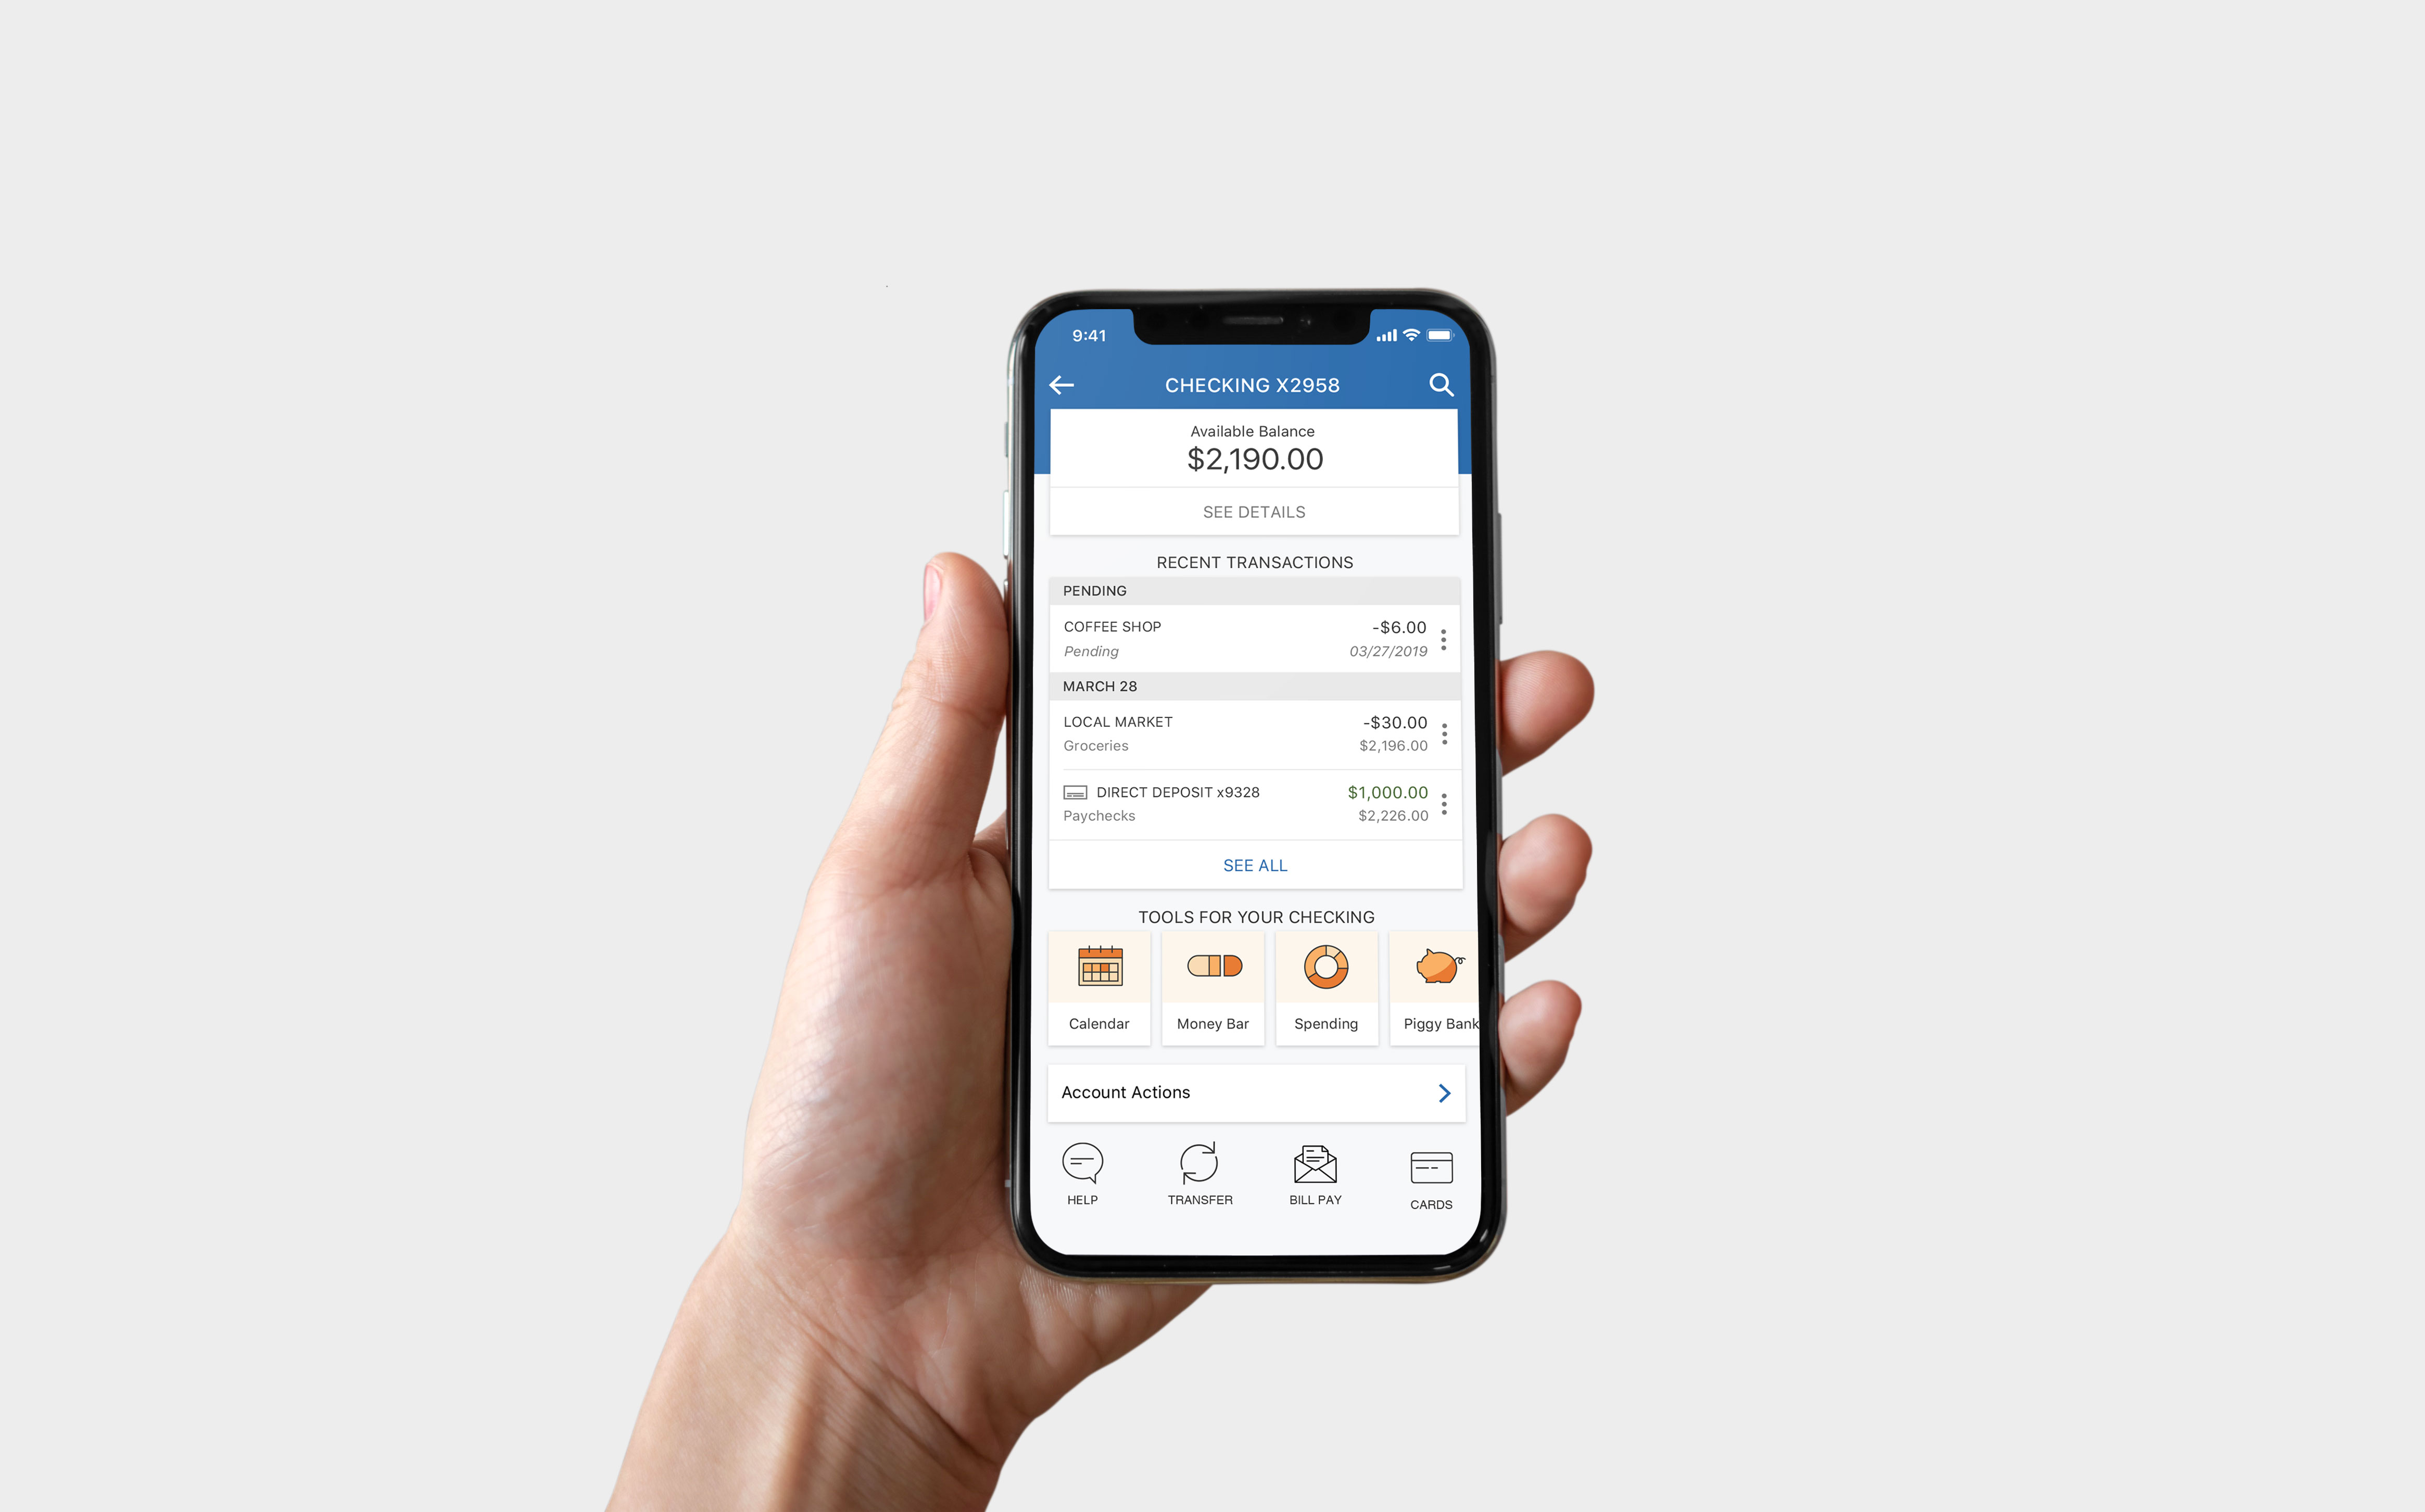 9:41
CHECKING X2958
Available Balance
$2,190.00
SEE DETAILS
RECENT TRANSACTIONS
PENDING
COFFEE SHOP -$6.00
Pending 03/27/2019
MARCH 28
LOCAL MARKET -$30.00
Groceries $2,196.00
DIRECT DEPOSIT x9328 $1,000.00
Paychecks $2,226.00
SEE ALL
TOOLS FOR YOUR CHECKING
Calendar Money Bar Spending Piggy Bank
Account Actions
HELP TRANSFER BILL PAY CARDS